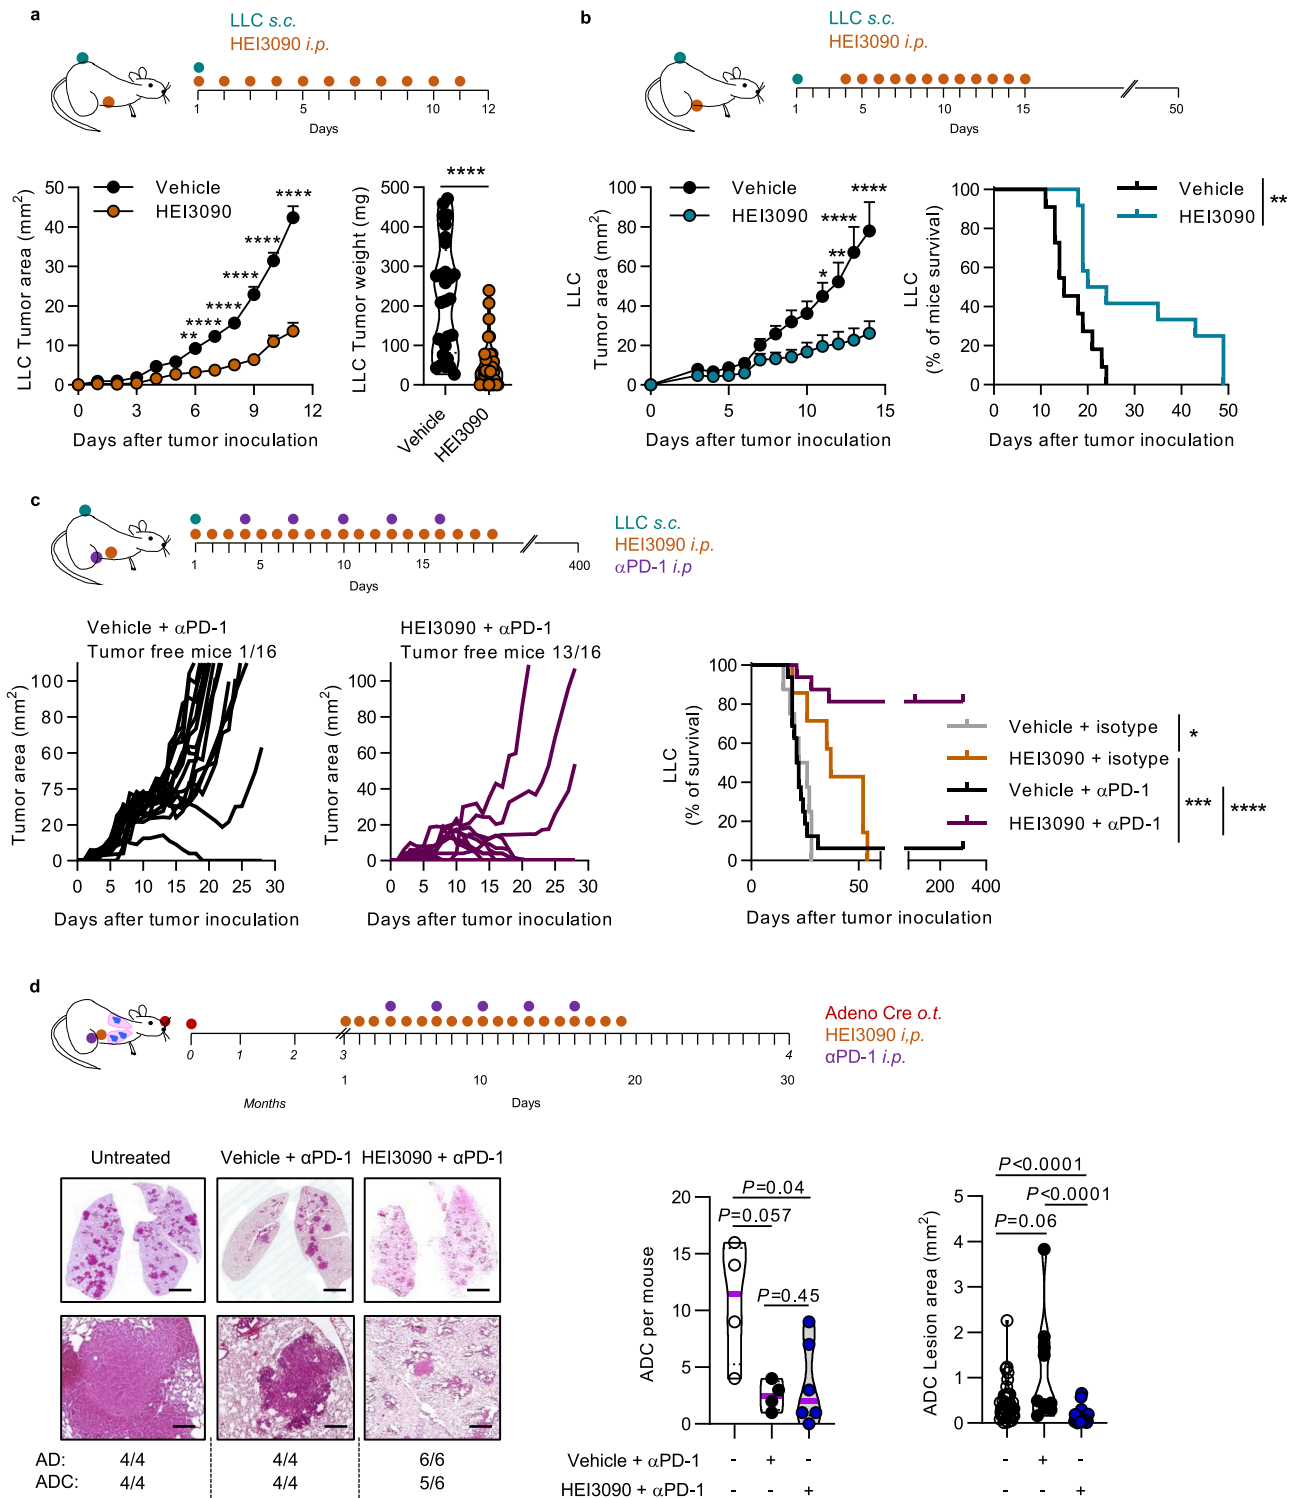 a
LLC s.c.
HEI3090 i.p.
1
5
10
12
Days
50
40
30
20
10
0
LLC Tumor area (mm²)
Vehicle
HEI3090
**
****
****
****
****
****
0
3
6
9
12
Days after tumor inoculation
500
400
300
200
100
0
LLC Tumor weight (mg)
****
Vehicle
HEI3090
b
LLC s.c.
HEI3090 i.p.
1
5
10
15
50
Days
100
80
60
40
20
0
LLC
Tumor area (mm²)
Vehicle
HEI3090
*
**
****
****
0
5
10
15
Days after tumor inoculation
100
80
60
40
20
0
LLC
(% of mice survival)
Vehicle
HEI3090
**
0
10
20
30
40
50
Days after tumor inoculation
c
1
5
10
15
400
Days
LLC s.c.
HEI3090 i.p.
αPD-1 i.p
Vehicle + αPD-1
Tumor free mice 1/16
100
80
60
75
20
0
Tumor area (mm²)
0
5
10
15
20
25
30
Days after tumor inoculation
HEI3090 + αPD-1
Tumor free mice 13/16
100
80
60
40
20
0
Tumor area (mm²)
0
5
10
15
20
25
30
Days after tumor inoculation
100
80
60
40
20
0
LLC
(% of survival)
0
50
200
400
Days after tumor inoculation
Vehicle + isotype
HEI3090 + isotype
Vehicle + αPD-1
HEI3090 + αPD-1
*
***
****
d
0
1
2
3
4
1
10
20
30
Months
Days
Adeno Cre o.t.
HEI3090 i,p.
αPD-1 i.p.
Untreated
Vehicle + αPD-1
HEI3090 + αPD-1
AD: 4/4 4/4 6/6
ADC: 4/4 4/4 5/6
20
15
10
5
0
ADC per mouse
P=0.04
P=0.057
P=0.45
Vehicle + αPD-1 - + -
HEI3090 + αPD-1 - - +
5
4
3
2
1
0
ADC Lesion area (mm²)
P<0.0001
P<0.0001
P=0.06
- + -
- - +